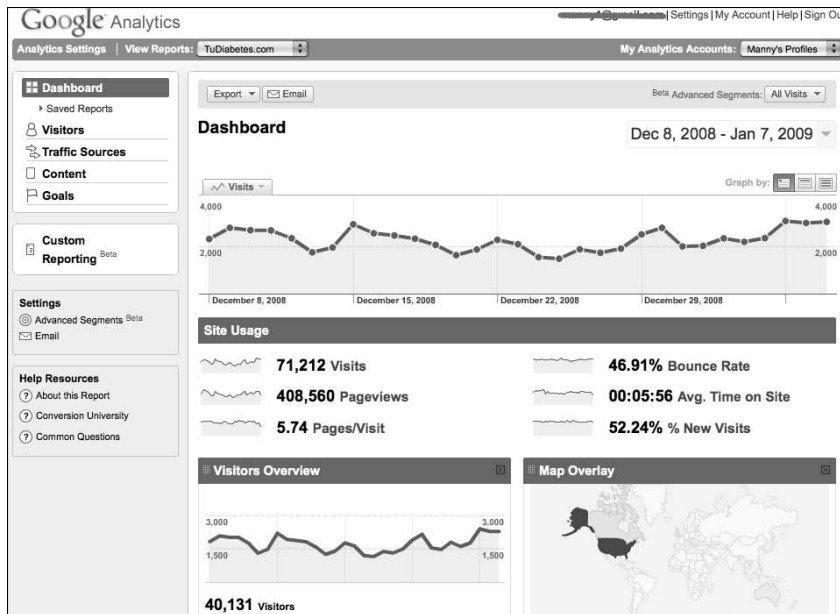 Google Analytics
| Settings | My Account | Help | Sign Ou
Analytics Settings | View Reports: TuDiabetes.com
My Analytics Accounts: Manny's Profiles
Dashboard
Saved Reports
Visitors
Traffic Sources
Content
Goals
Custom
Reporting Beta
Settings
Advanced Segments Beta
Email
Help Resources
About this Report
Conversion University
Common Questions
Export Email
Beta Advanced Segments: All Visits
Dashboard
Dec 8, 2008 - Jan 7, 2009
Visits
Graph by:
4,000 4,000
2,000 2,000
December 8, 2008 December 15, 2008 December 22, 2008 December 29, 2008
Site Usage
71,212 Visits
408,560 Pageviews
5.74 Pages/Visit
46.91% Bounce Rate
00:05:56 Avg. Time on Site
52.24% % New Visits
Visitors Overview
3,000 3,000
1,500 1,500
40,131 Visitors
Map Overlay